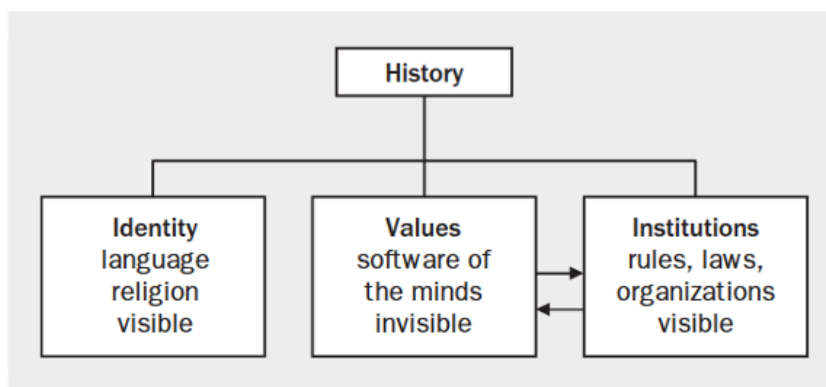 History
Identity
language
religion
visible
Values
software of
the minds
invisible
Institutions
rules, laws,
organizations
visible